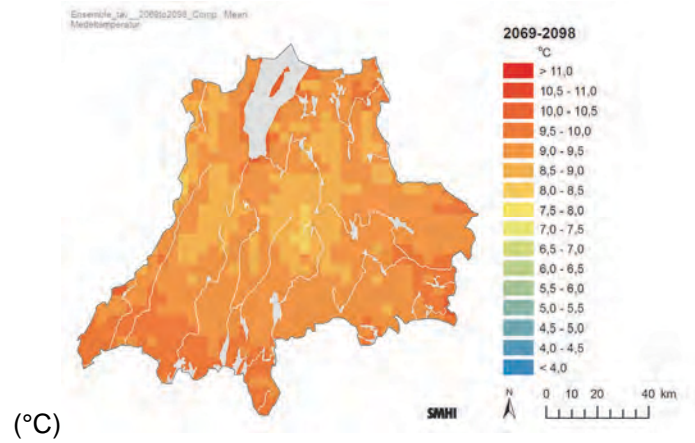 Ensemble_tav__2069to2098_Comp_Mean
Medeltemperatur
2069-2098
°C
> 11,0
10,5 - 11,0
10,0 - 10,5
9,5 - 10,0
9,0 - 9,5
8,5 - 9,0
8,0 - 8,5
7,5 - 8,0
7,0 - 7,5
6,5 - 7,0
6,0 - 6,5
5,5 - 6,0
5,0 - 5,5
4,5 - 5,0
4,0 - 4,5
< 4,0
N
0 10 20 40 km
SMHI
(°C)